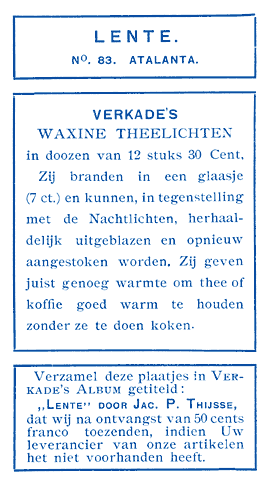 LENTE.
No. 83. ATALANTA.
VERKADE'S
WAXINE THEELICHTEN
in doozen van 12 stuks 30 Cent.
Zij branden in een glaasje
(7 ct.) en kunnen, in tegenstelling
met de Nachtlichten, herhaal-
delijk uitgeblazen en opnieuw
aangestoken worden. Zij geven
juist genoeg warmte om thee of
koffie goed warm te houden
zonder ze te doen koken.
Verzamel deze plaatjes in VER-
KADE'S ALBUM getiteld:
„LENTE" DOOR JAC. P. THIJSSE,
dat wij na ontvangst van 50 cents
franco toezenden, indien Uw
leverancier van onze artikelen
het niet voorhanden heeft.